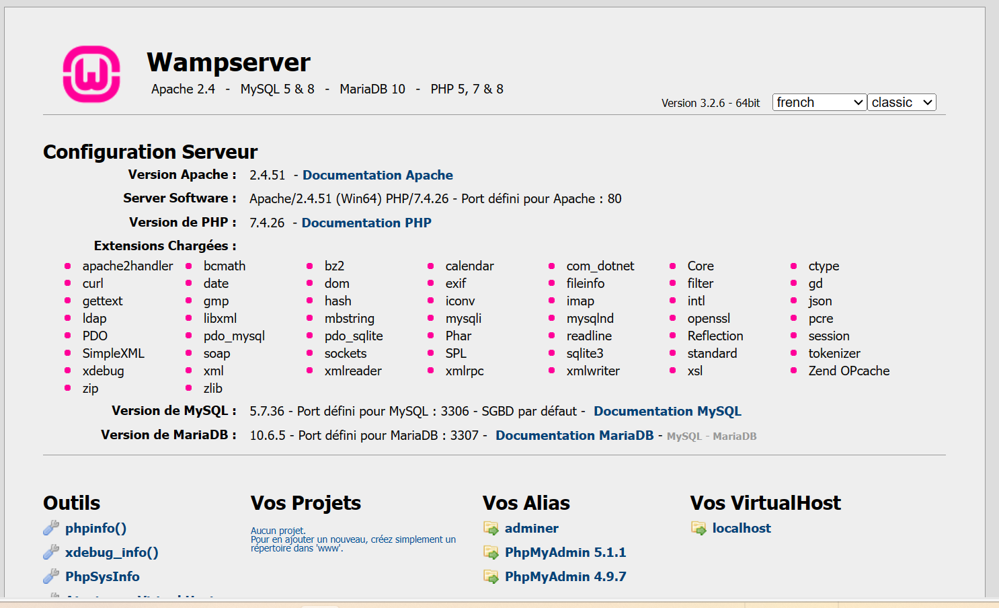 Wampserver
Apache 2.4 - MySQL 5 & 8 - MariaDB 10 - PHP 5, 7 & 8
Version 3.2.6 - 64bit french classic
Configuration Serveur
Version Apache : 2.4.51 - Documentation Apache
Server Software : Apache/2.4.51 (Win64) PHP/7.4.26 - Port défini pour Apache : 80
Version de PHP : 7.4.26 - Documentation PHP
Extensions Chargées :
apache2handler bcmath bz2 calendar com_dotnet Core ctype
curl date dom exif fileinfo filter gd
gettext gmp hash iconv imap intl json
ldap libxml mbstring mysqli mysqlnd openssl pcre
PDO pdo_mysql pdo_sqlite Phar readline Reflection session
SimpleXML soap sockets SPL sqlite3 standard tokenizer
xdebug xml xmlreader xmlrpc xmlwriter xsl Zend OPcache
zip zlib
Version de MySQL : 5.7.36 - Port défini pour MySQL : 3306 - SGBD par défaut - Documentation MySQL
Version de MariaDB : 10.6.5 - Port défini pour MariaDB : 3307 - Documentation MariaDB - MySQL - MariaDB
Outils
phpinfo()
xdebug_info()
PhpSysInfo
Vos Projets
Aucun projet.
Pour en ajouter un nouveau, créez simplement un
répertoire dans 'www'.
Vos Alias
adminer
PhpMyAdmin 5.1.1
PhpMyAdmin 4.9.7
Vos VirtualHost
localhost